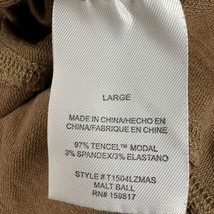 LARGE
MADE IN CHINA/HECHO EN
CHINA/FABRIQUE EN CHINE
97% TENCEL™ MODAL
3% SPANDEX/3% ELASTANO
STYLE # T1504LZMAS
MALT BALL
RN# 159817